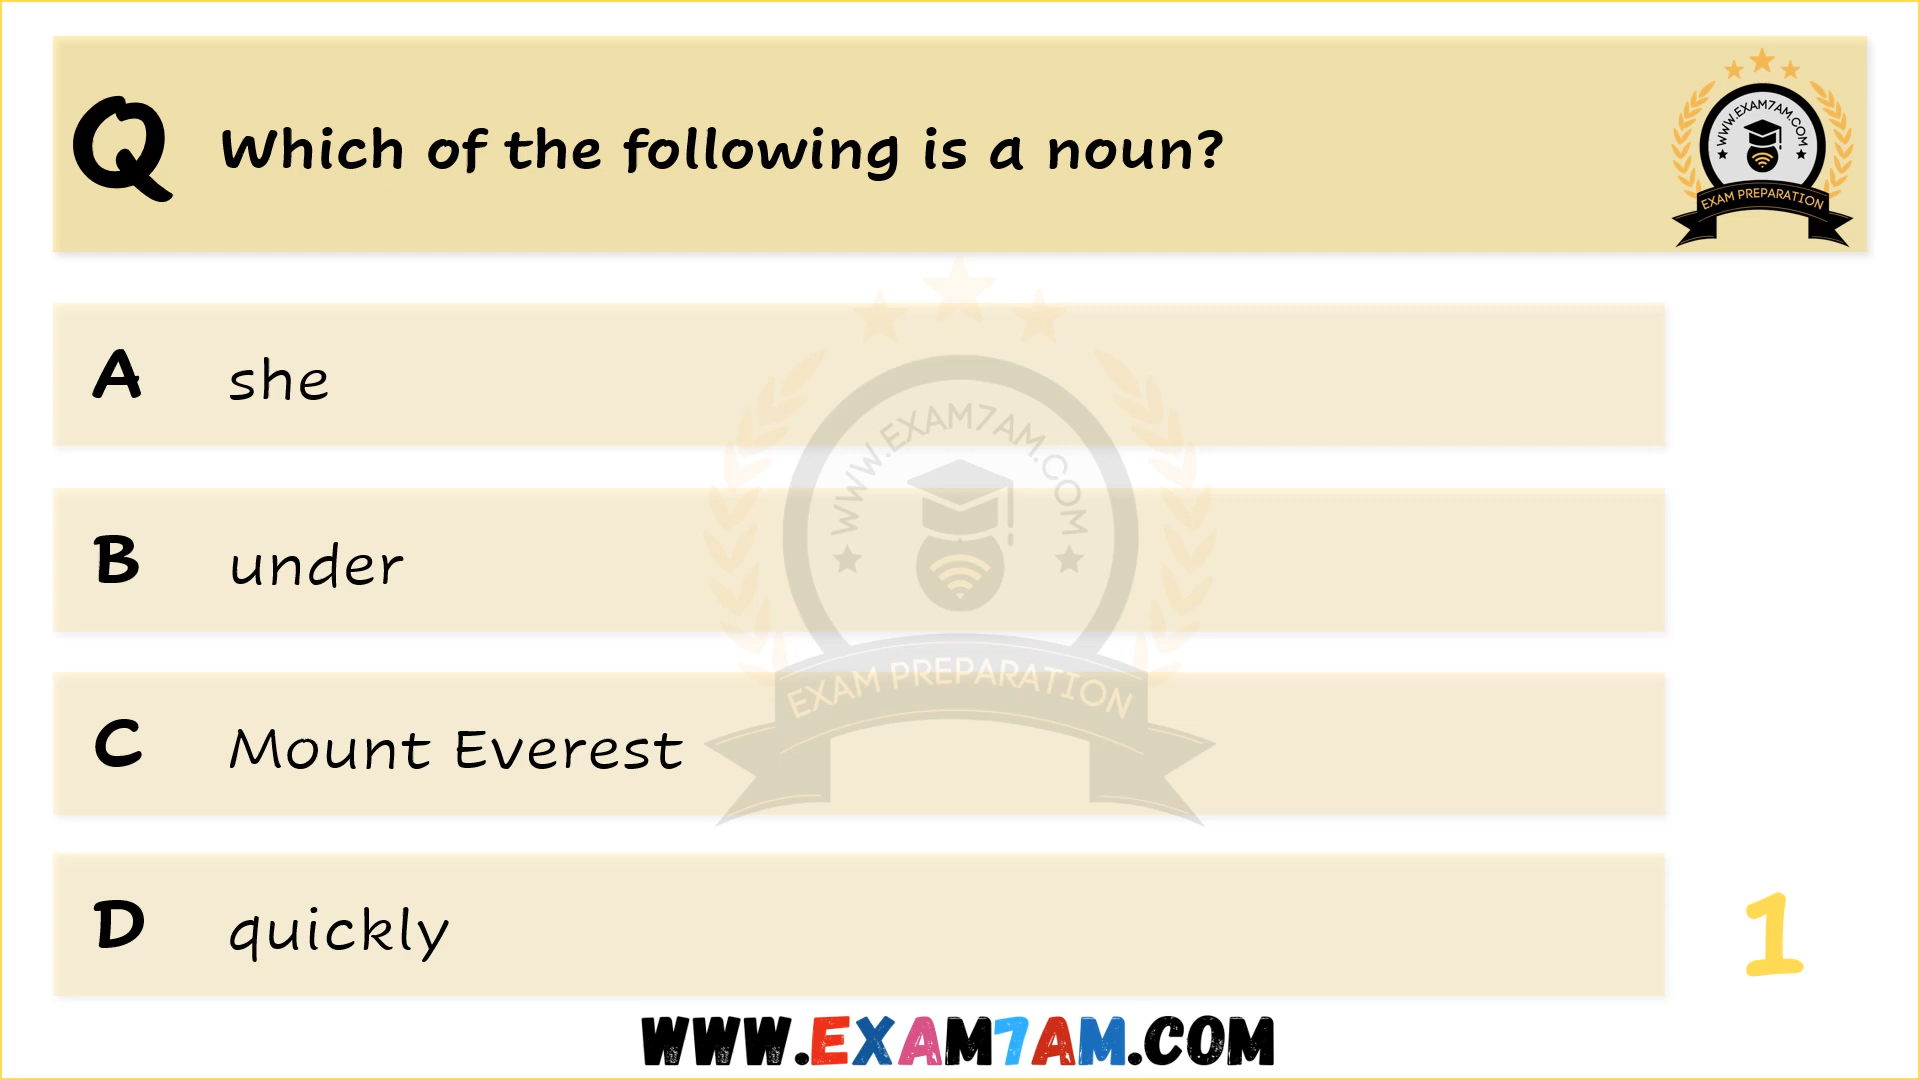 Q Which of the following is a noun?
WWW.EXAM7AM.COM
EXAM PREPARATION
A she
B under
C Mount Everest
D quickly
WWW.EXAM7AM.COM
EXAM PREPARATION
1
WWW.EXAM7AM.COM